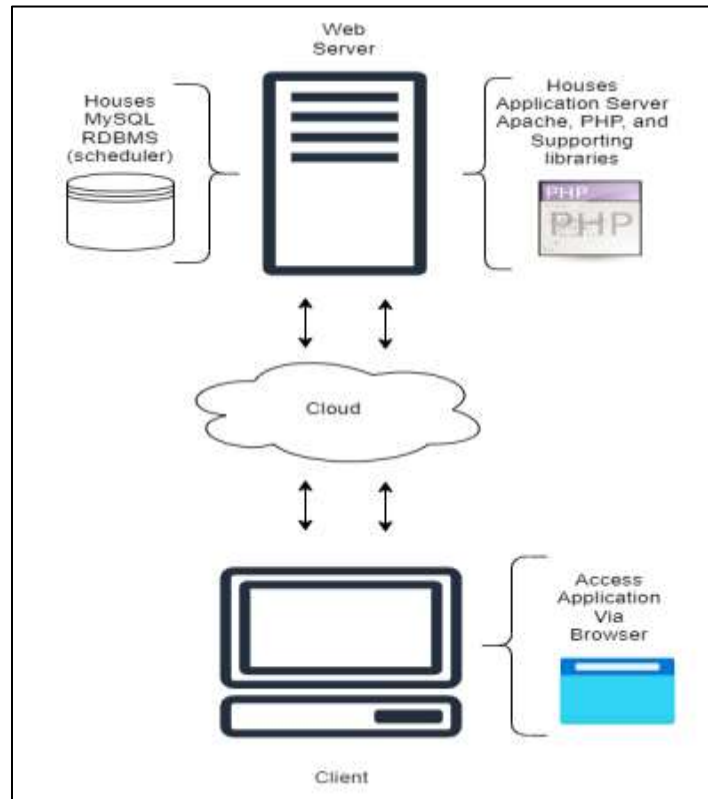 Web
Server
Houses
MySQL
RDBMS
(scheduler)
Houses
Application Server
Apache, PHP, and
Supporting
libraries
PHP
PHP
Cloud
Access
Application
Via
Browser
Client